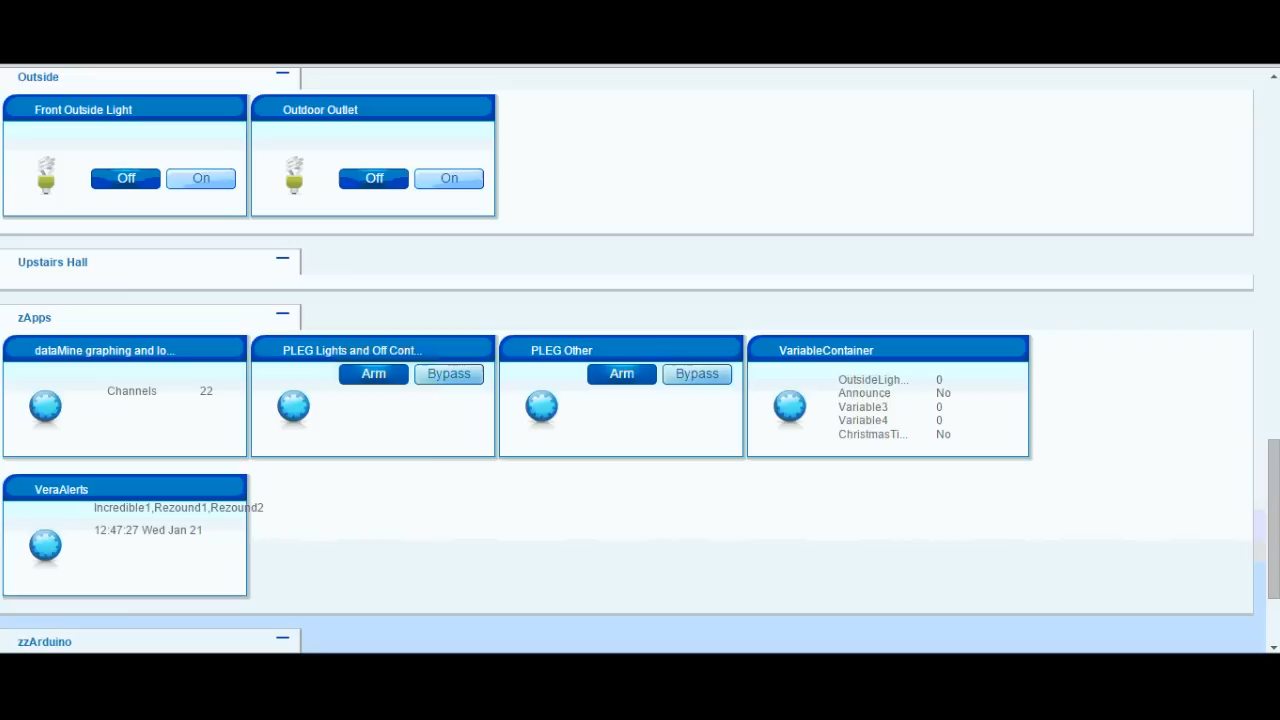 Outside
Front Outside Light
Outdoor Outlet
Off On
Off On
Upstairs Hall
zApps
dataMine graphing and lo...
PLEG Lights and Off Cont...
PLEG Other
VariableContainer
Channels 22
Arm Bypass
Arm Bypass
OutsideLigh... 0
Announce No
Variable3 0
Variable4 0
ChristmasTi... No
VeraAlerts
Incredible1,Rezound1,Rezound2
12:47:27 Wed Jan 21
zzArduino